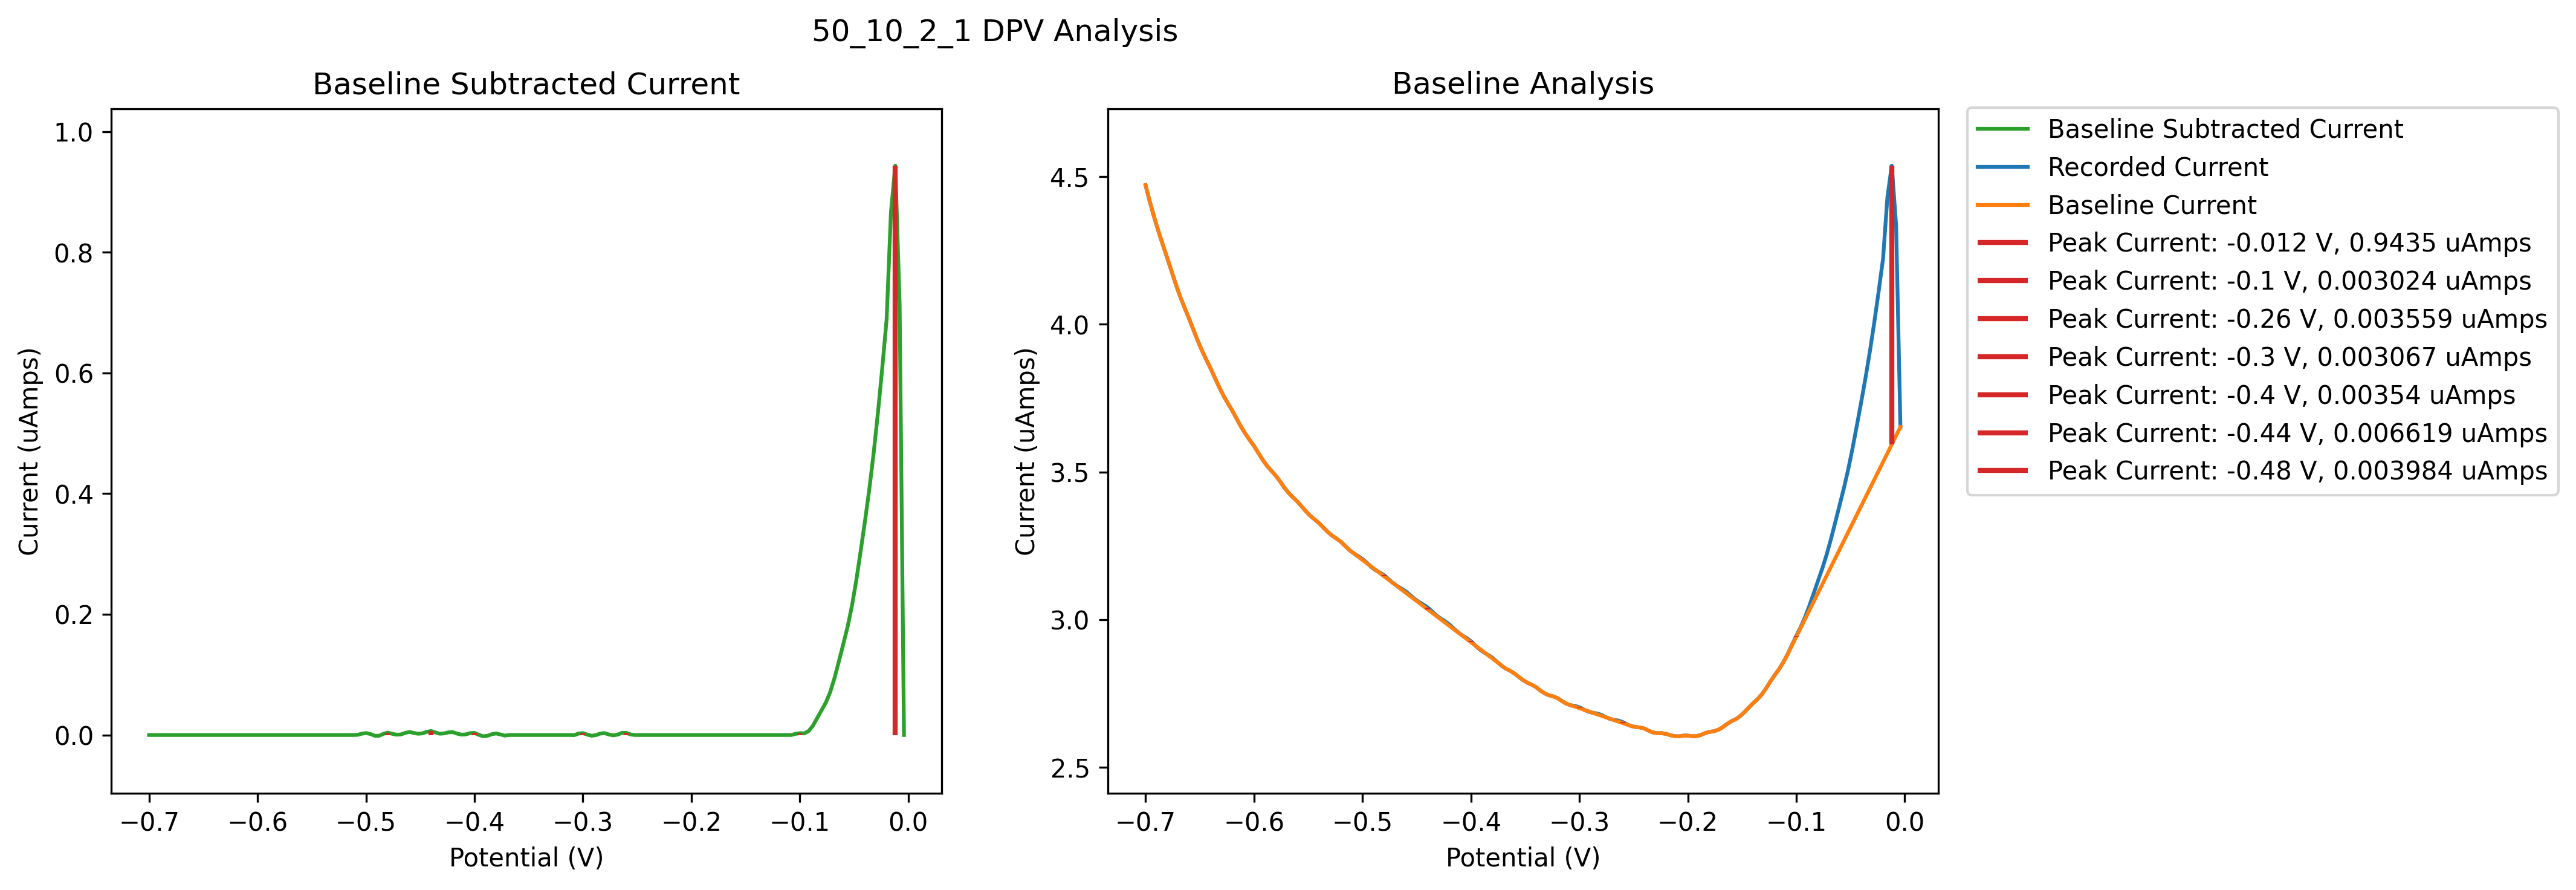 50_10_2_1 DPV Analysis
Baseline Subtracted Current
Current (uAmps)
1.0
0.8
0.6
0.4
0.2
0.0
−0.7 −0.6 −0.5 −0.4 −0.3 −0.2 −0.1 0.0
Potential (V)
Baseline Analysis
Current (uAmps)
4.5
4.0
3.5
3.0
2.5
−0.7 −0.6 −0.5 −0.4 −0.3 −0.2 −0.1 0.0
Potential (V)
Baseline Subtracted Current
Recorded Current
Baseline Current
Peak Current: -0.012 V, 0.9435 uAmps
Peak Current: -0.1 V, 0.003024 uAmps
Peak Current: -0.26 V, 0.003559 uAmps
Peak Current: -0.3 V, 0.003067 uAmps
Peak Current: -0.4 V, 0.00354 uAmps
Peak Current: -0.44 V, 0.006619 uAmps
Peak Current: -0.48 V, 0.003984 uAmps